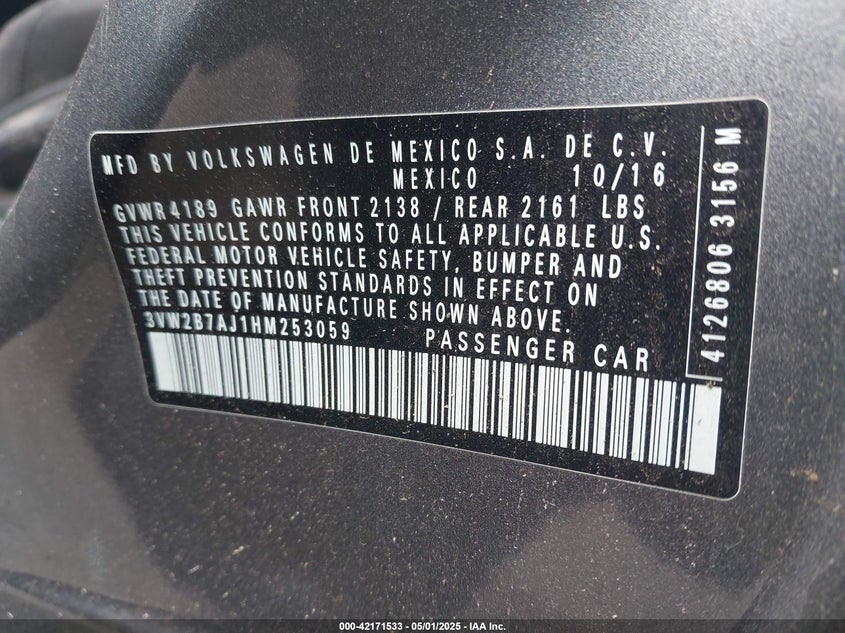 MFD BY VOLKSWAGEN DE MEXICO S.A. DE C.V.
MEXICO 10/16
GVWR 4189 GAWR FRONT 2138 / REAR 2161 LBS
THIS VEHICLE CONFORMS TO ALL APPLICABLE U.S.
FEDERAL MOTOR VEHICLE SAFETY, BUMPER AND
THEFT PREVENTION STANDARDS IN EFFECT ON
THE DATE OF MANUFACTURE SHOWN ABOVE.
3VW2B7AJ1HM253059 PASSENGER CAR
4126806 3156 M
000-42171533 — 05/01/2025 — IAA Inc.